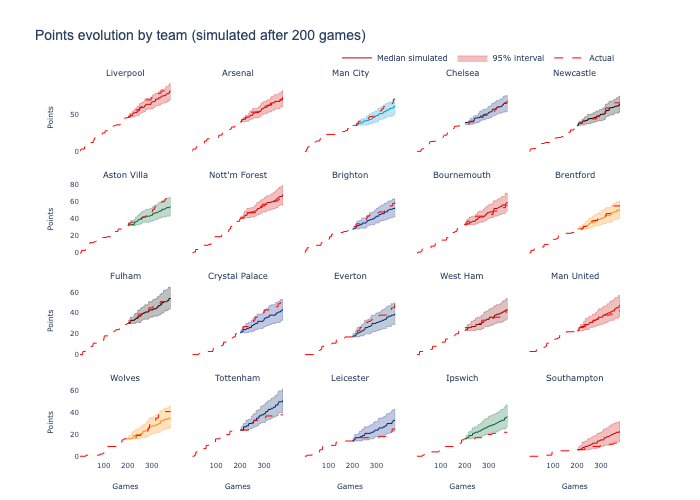 Points evolution by team (simulated after 200 games)
Median simulated 95% interval Actual
Liverpool Arsenal Man City Chelsea Newcastle
50
0
Points
Aston Villa Nott'm Forest Brighton Bournemouth Brentford
80
60
40
20
0
Points
Fulham Crystal Palace Everton West Ham Man United
60
40
20
0
Points
Wolves Tottenham Leicester Ipswich Southampton
60
40
20
0
Points
100 200 300 100 200 300 100 200 300 100 200 300 100 200 300
Games Games Games Games Games